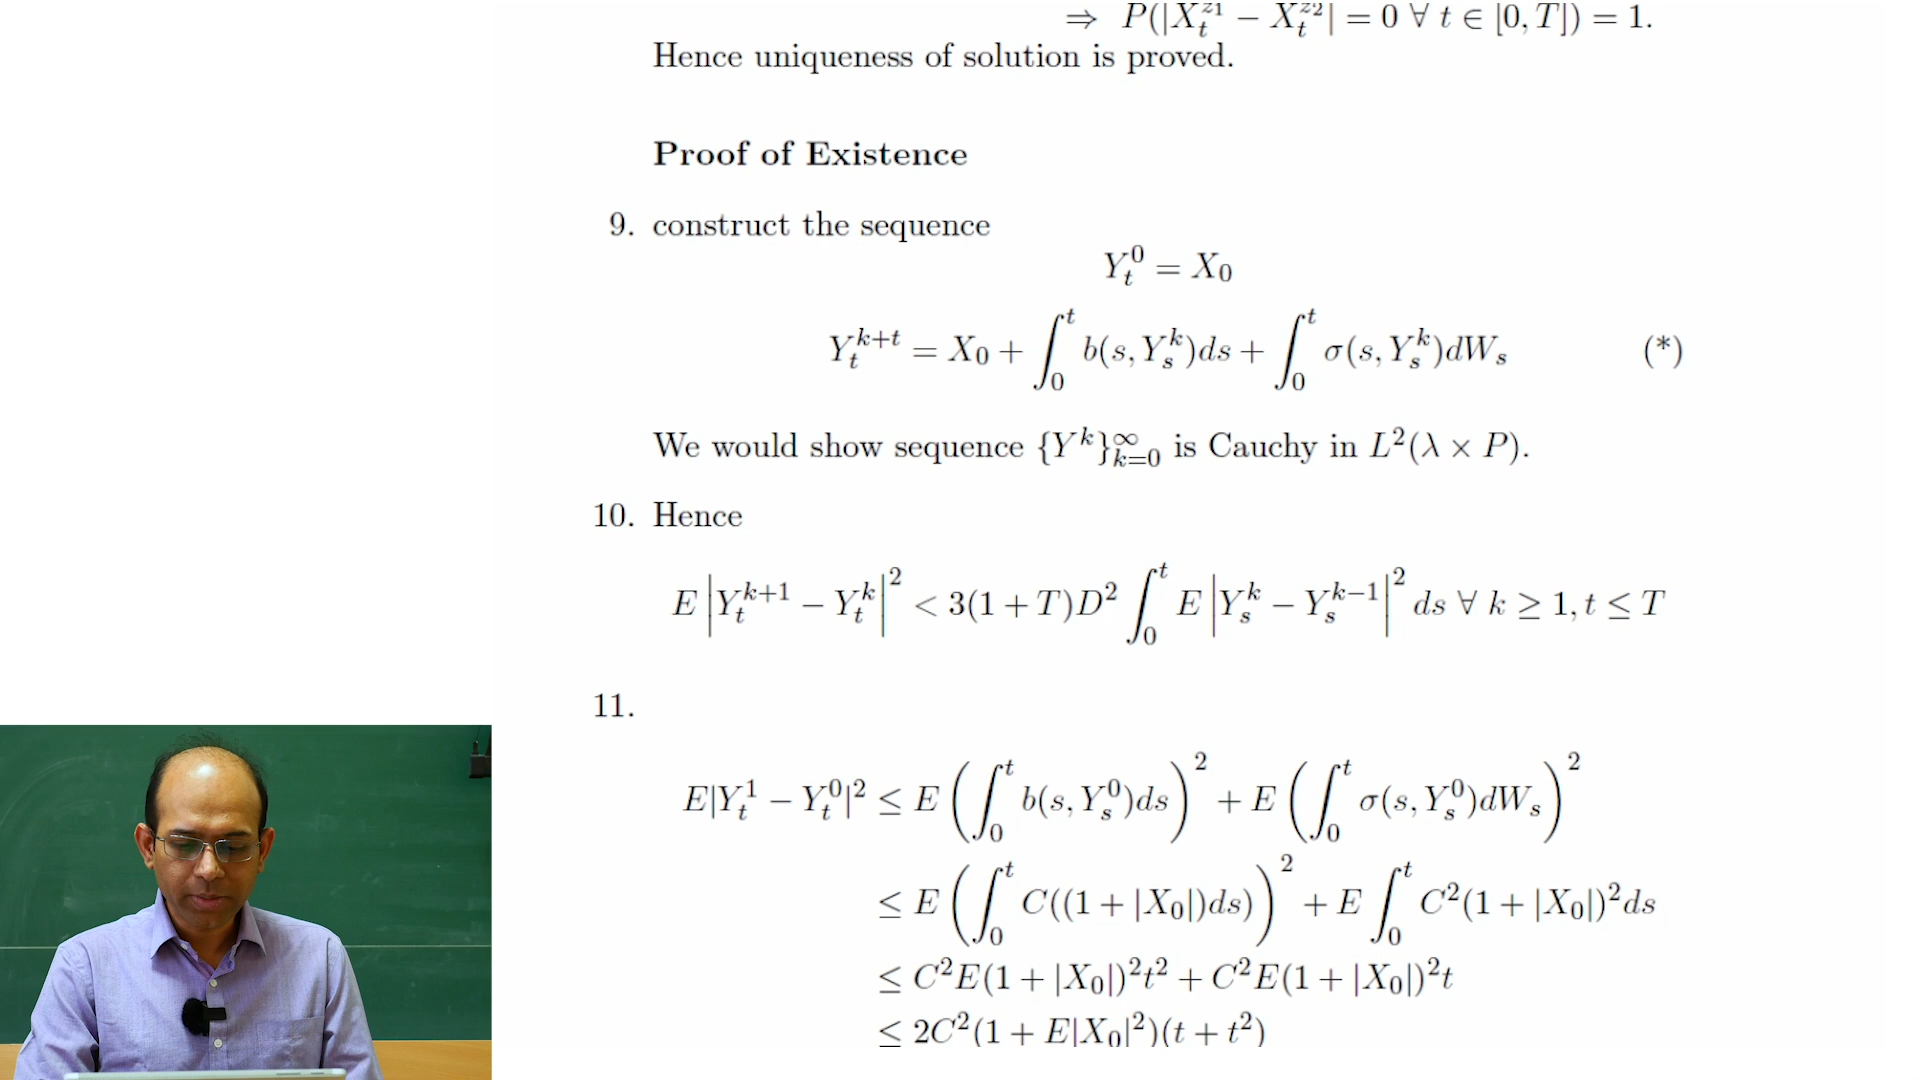 ⇒ P(|X_t^{z1} − X_t^{z2}| = 0 ∀ t ∈ [0, T]) = 1.
Hence uniqueness of solution is proved.
Proof of Existence
9. construct the sequence
Y_t^0 = X_0
Y_t^{k+t} = X_0 + ∫_0^t b(s, Y_s^k)ds + ∫_0^t σ(s, Y_s^k)dW_s (*)
We would show sequence {Y^k}_{k=0}^∞ is Cauchy in L^2(λ × P).
10. Hence
E |Y_t^{k+1} − Y_t^k|^2 < 3(1 + T)D^2 ∫_0^t E |Y_s^k − Y_s^{k−1}|^2 ds ∀ k ≥ 1, t ≤ T
11.
E|Y_t^1 − Y_t^0|^2 ≤ E (∫_0^t b(s, Y_s^0)ds)^2 + E (∫_0^t σ(s, Y_s^0)dW_s)^2
≤ E (∫_0^t C((1 + |X_0|)ds))^2 + E ∫_0^t C^2(1 + |X_0|)^2 ds
≤ C^2E(1 + |X_0|)^2t^2 + C^2E(1 + |X_0|)^2t
≤ 2C^2(1 + E|X_0|^2)(t + t^2)